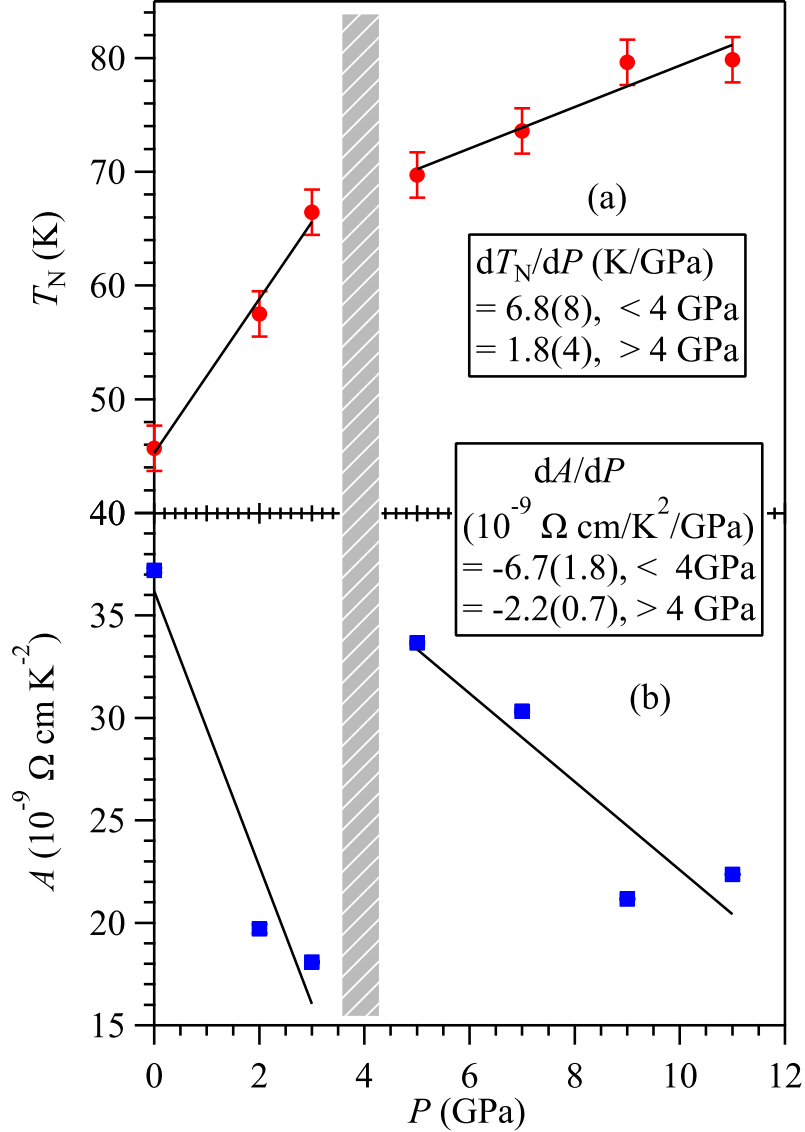 80
70
60
50
40
T_N (K)
(a)
dT_N/dP (K/GPa)
= 6.8(8), < 4 GPa
= 1.8(4), > 4 GPa
dA/dP
(10⁻⁹ Ω cm/K²/GPa)
= -6.7(1.8), < 4GPa
= -2.2(0.7), > 4 GPa
(b)
35
30
25
20
15
A (10⁻⁹ Ω cm K⁻²)
0 2 4 6 8 10 12
P (GPa)